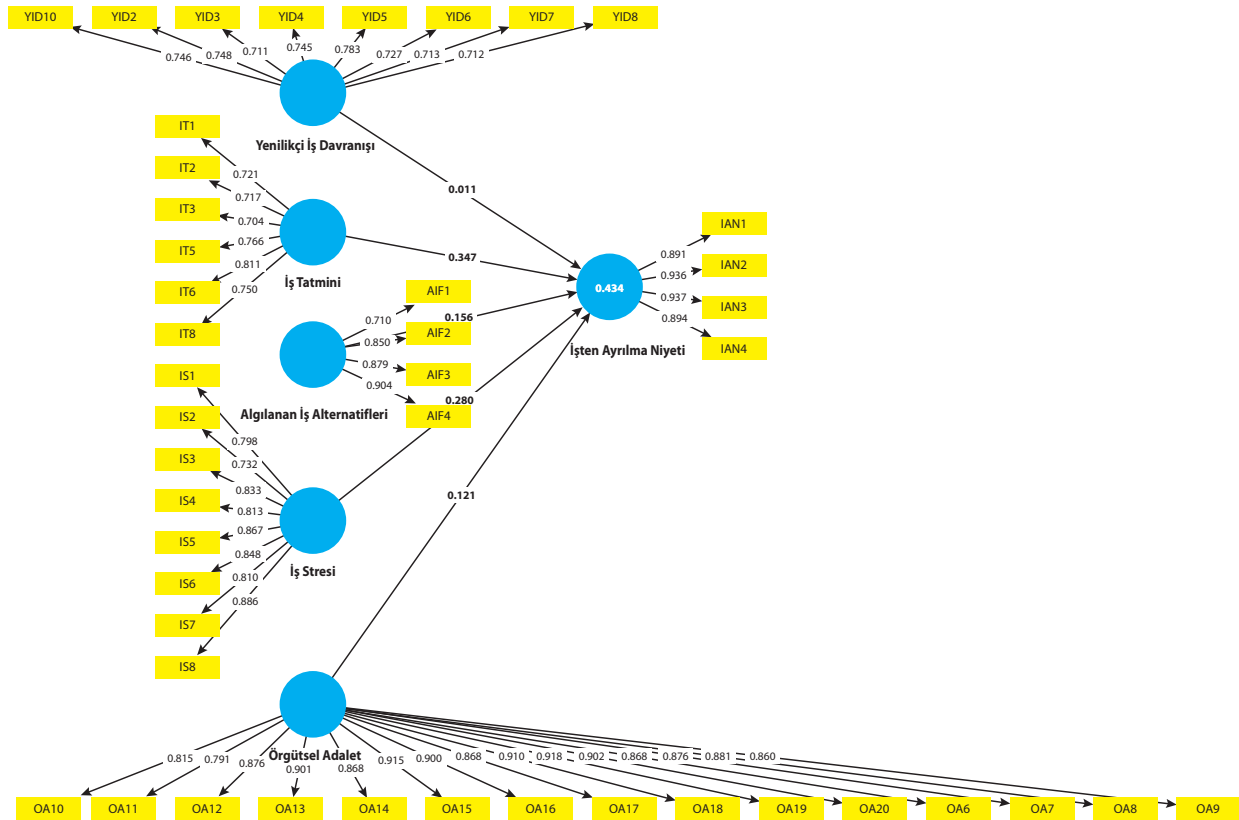 YID10 YID2 YID3 YID4 YID5 YID6 YID7 YID8
0.746 0.748 0.711 0.745 0.783 0.727 0.713 0.712
Yenilikçi İş Davranışı
IT1
IT2
IT3
IT5
IT6
IT8
0.721
0.717
0.704
0.766
0.811
0.750
İş Tatmini
0.011
0.347
0.156
0.280
0.121
AIF1
AIF2
AIF3
AIF4
0.710
0.850
0.879
0.904
Algılanan İş Alternatifleri
0.434
İşten Ayrılma Niyeti
0.891
0.936
0.937
0.894
IAN1
IAN2
IAN3
IAN4
IS1
IS2
IS3
IS4
IS5
IS6
IS7
IS8
0.798
0.732
0.833
0.813
0.867
0.848
0.810
0.886
İş Stresi
Örgütsel Adalet
0.815 0.791 0.876 0.901 0.868 0.915 0.900 0.868 0.910 0.918 0.902 0.868 0.876 0.881 0.860
OA10 OA11 OA12 OA13 OA14 OA15 OA16 OA17 OA18 OA19 OA20 OA6 OA7 OA8 OA9